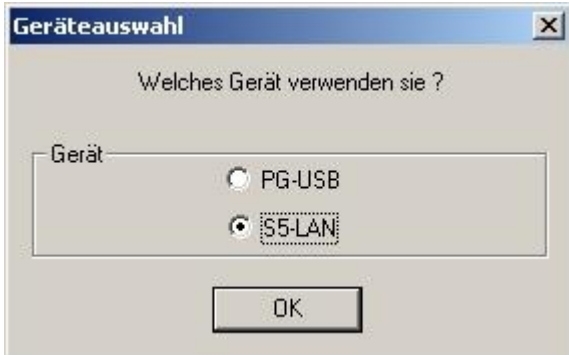 Geräteauswahl
Welches Gerät verwenden sie ?
Gerät
PG-USB
S5-LAN
OK